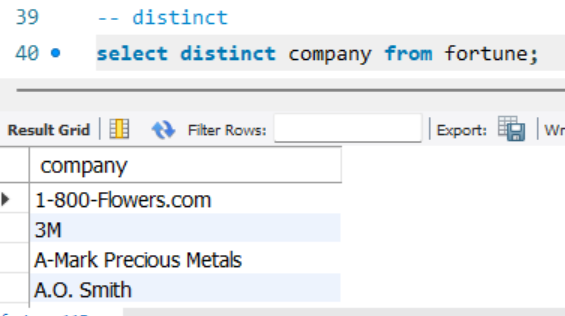 39 -- distinct
40 select distinct company from fortune;
Result Grid Filter Rows: Export: Wr
company
1-800-Flowers.com
3M
A-Mark Precious Metals
A.O. Smith